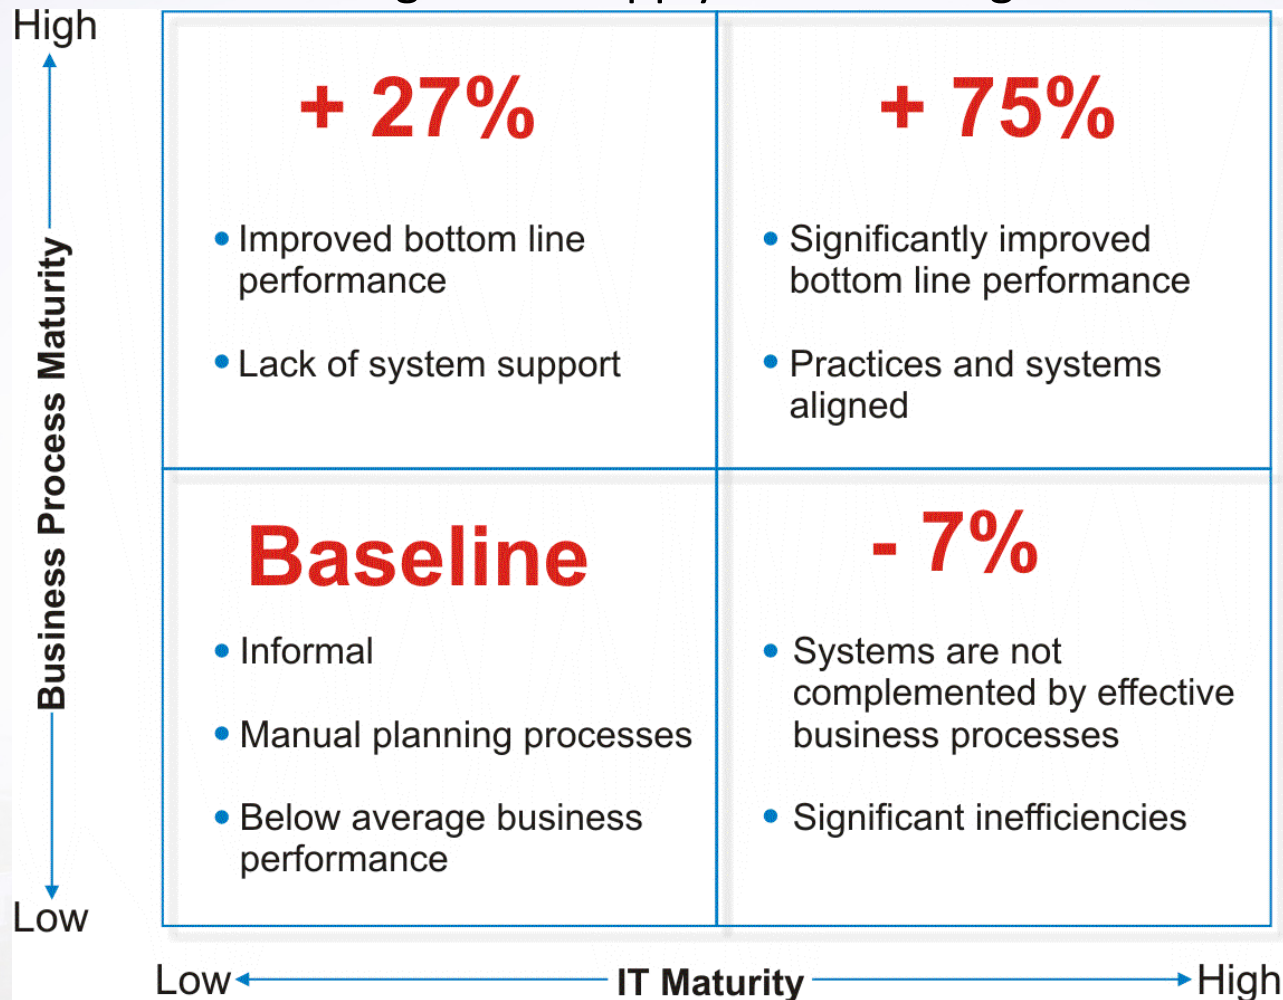 High
+ 27%
• Improved bottom line
performance
• Lack of system support
+ 75%
• Significantly improved
bottom line performance
• Practices and systems
aligned
Business Process Maturity
Baseline
• Informal
• Manual planning processes
• Below average business
performance
- 7%
• Systems are not
complemented by effective
business processes
• Significant inefficiencies
Low
Low
IT Maturity
High